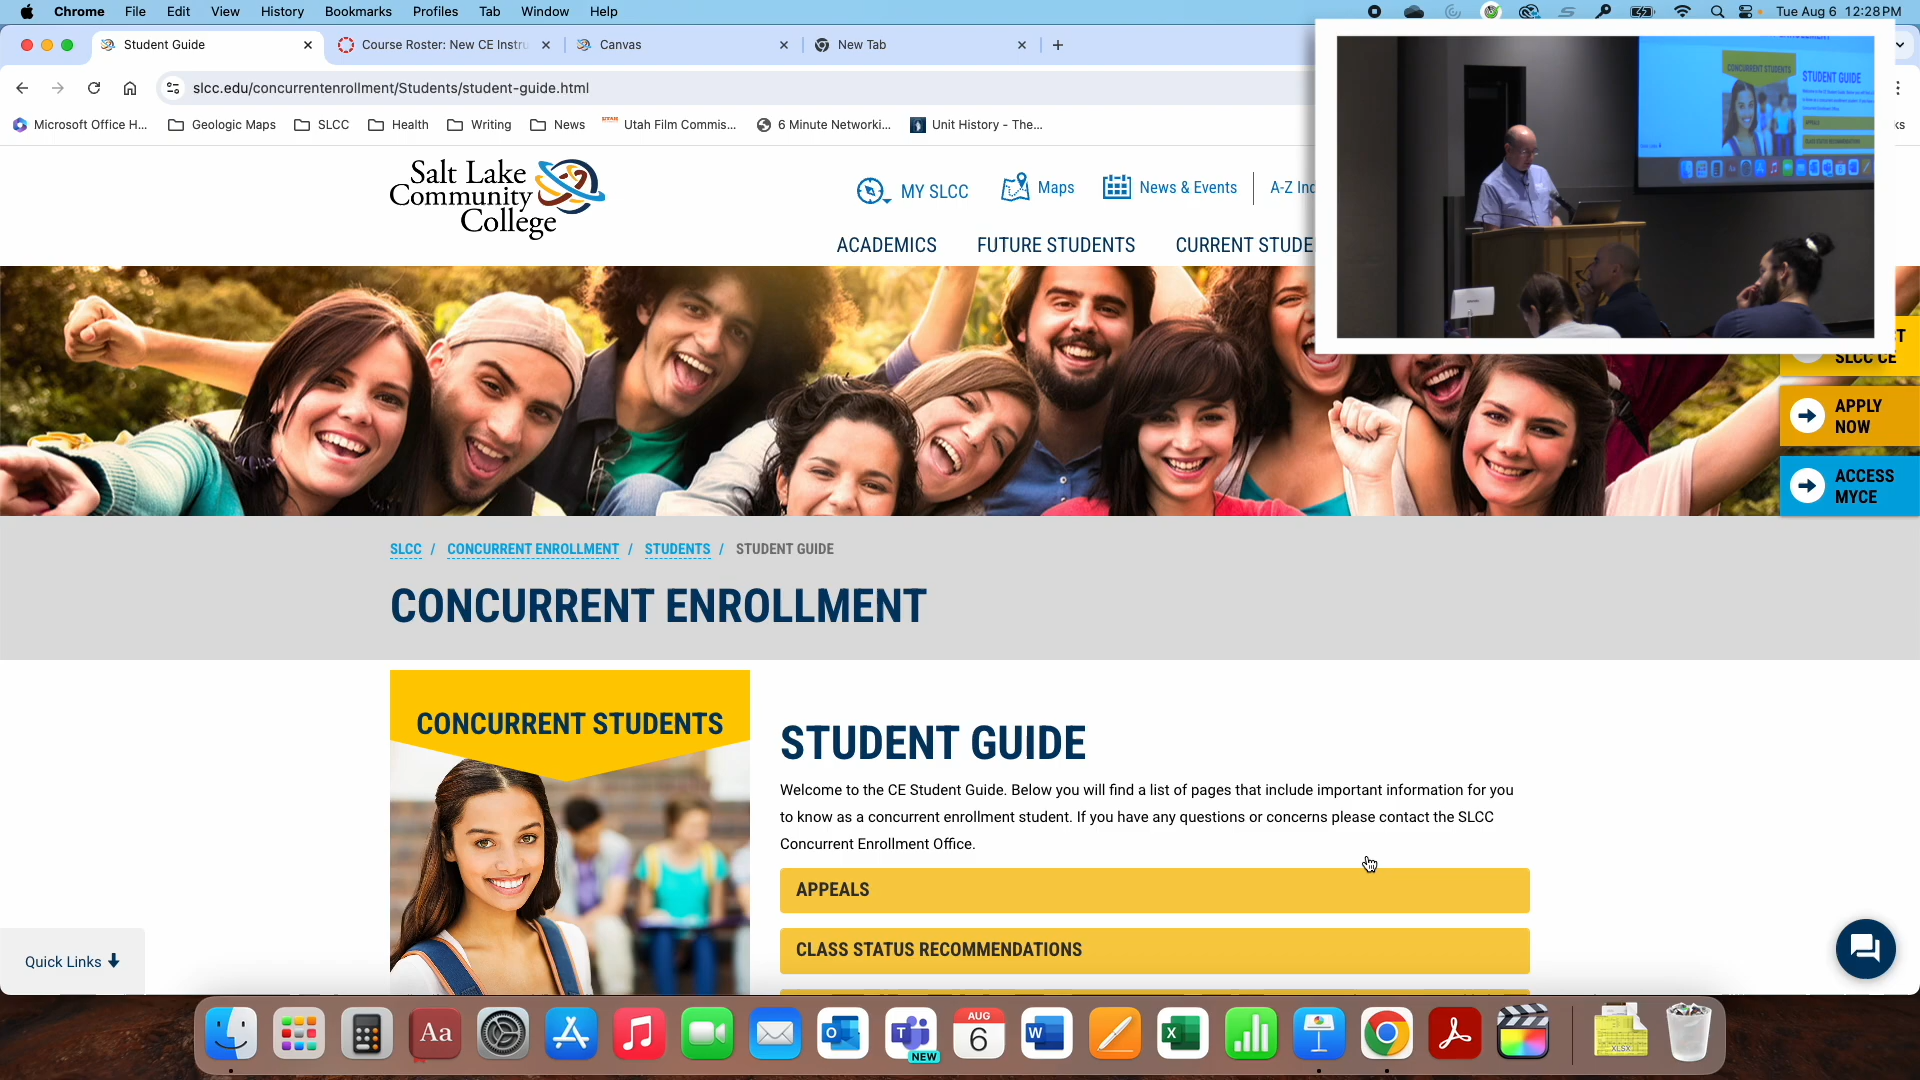 Chrome File Edit View History Bookmarks Profiles Tab Window Help
Tue Aug 6 12:28 PM
Student Guide
Course Roster: New CE Instru
Canvas
New Tab
slcc.edu/concurrentenrollment/Students/student-guide.html
Microsoft Office H...
Geologic Maps
SLCC
Health
Writing
News
Utah Film Commis...
6 Minute Networki...
Unit History - The...
Salt Lake
Community
College
MY SLCC
Maps
News & Events
A-Z Ind
ACADEMICS
FUTURE STUDENTS
CURRENT STUDE
CONCURRENT STUDENTS
STUDENT GUIDE
SLCC CE
APPLY
NOW
ACCESS
MYCE
SLCC / CONCURRENT ENROLLMENT / STUDENTS / STUDENT GUIDE
CONCURRENT ENROLLMENT
CONCURRENT STUDENTS
STUDENT GUIDE
Welcome to the CE Student Guide. Below you will find a list of pages that include important information for you
to know as a concurrent enrollment student. If you have any questions or concerns please contact the SLCC
Concurrent Enrollment Office.
APPEALS
CLASS STATUS RECOMMENDATIONS
Quick Links
Aa
NEW
AUG
6
XLSX